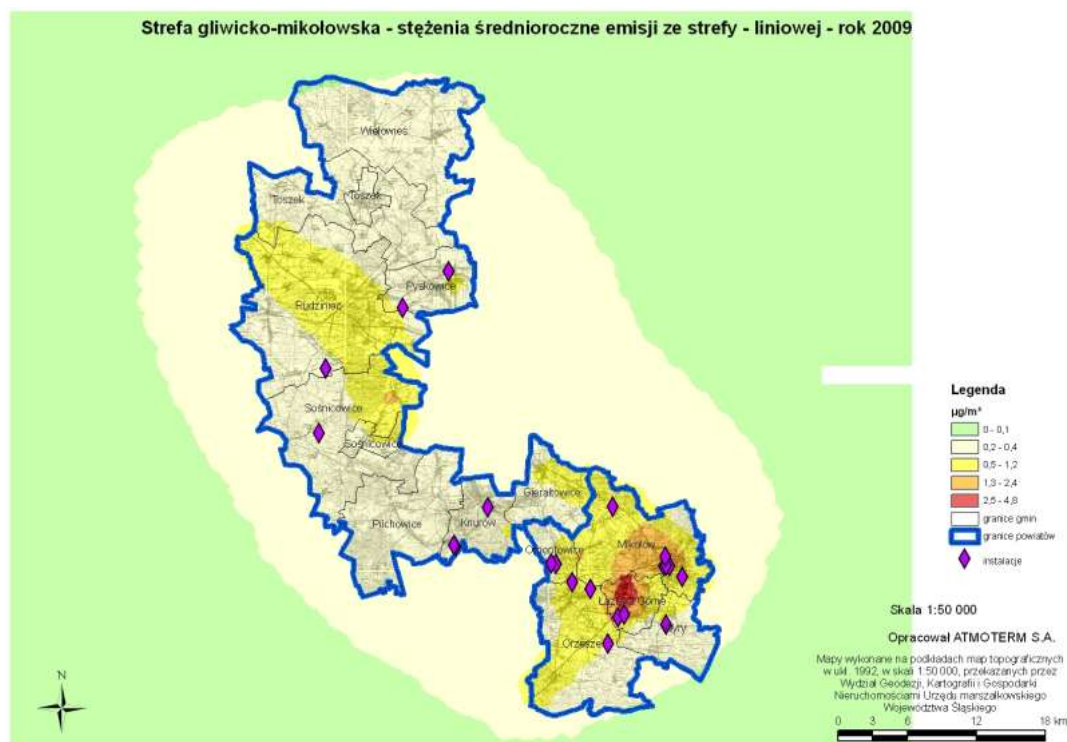 Strefa gliwicko-mikołowska - stężenia średnioroczne emisji ze strefy - liniowej - rok 2009
Wielowieś
Toszek
Toszek
Pyskowice
Rudziniec
Sośnicowice
Sośnicowice
Gierałtowice
Pilchowice
Knurów
Ornontowice
Mikołów
Łaziska Górne
Wyry
Orzesze
Legenda
µg/m³
0 - 0,1
0,2 - 0,4
0,5 - 1,2
1,3 - 2,4
2,5 - 4,8
granice gmin
granice powiatów
instalacje
Skala 1:50 000
Opracował ATMOTERM S.A.
Mapy wykonane na podkładach map topograficznych
w ukł. 1992, w skali 1:50 000, przekazanych przez
Wydział Geodezji, Kartografii i Gospodarki
Nieruchomościami Urzędu marszałkowskiego
Województwa Śląskiego
N
0 3 6 12 18 km